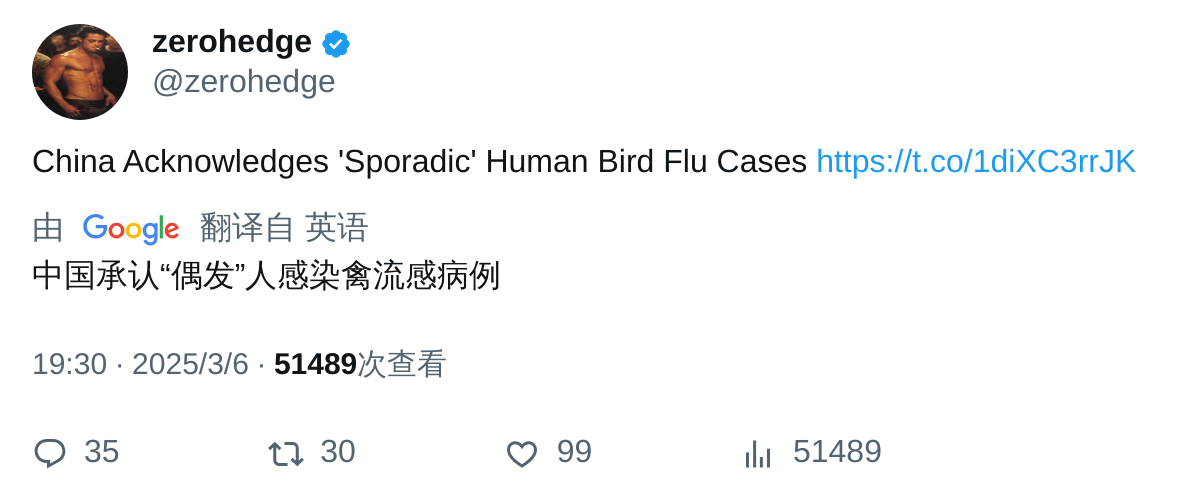 zerohedge
@zerohedge
China Acknowledges 'Sporadic' Human Bird Flu Cases https://t.co/1diXC3rrJK
由 Google 翻译自 英语
中国承认“偶发”人感染禽流感病例
19:30 · 2025/3/6 · 51489次查看
35 30 99 51489